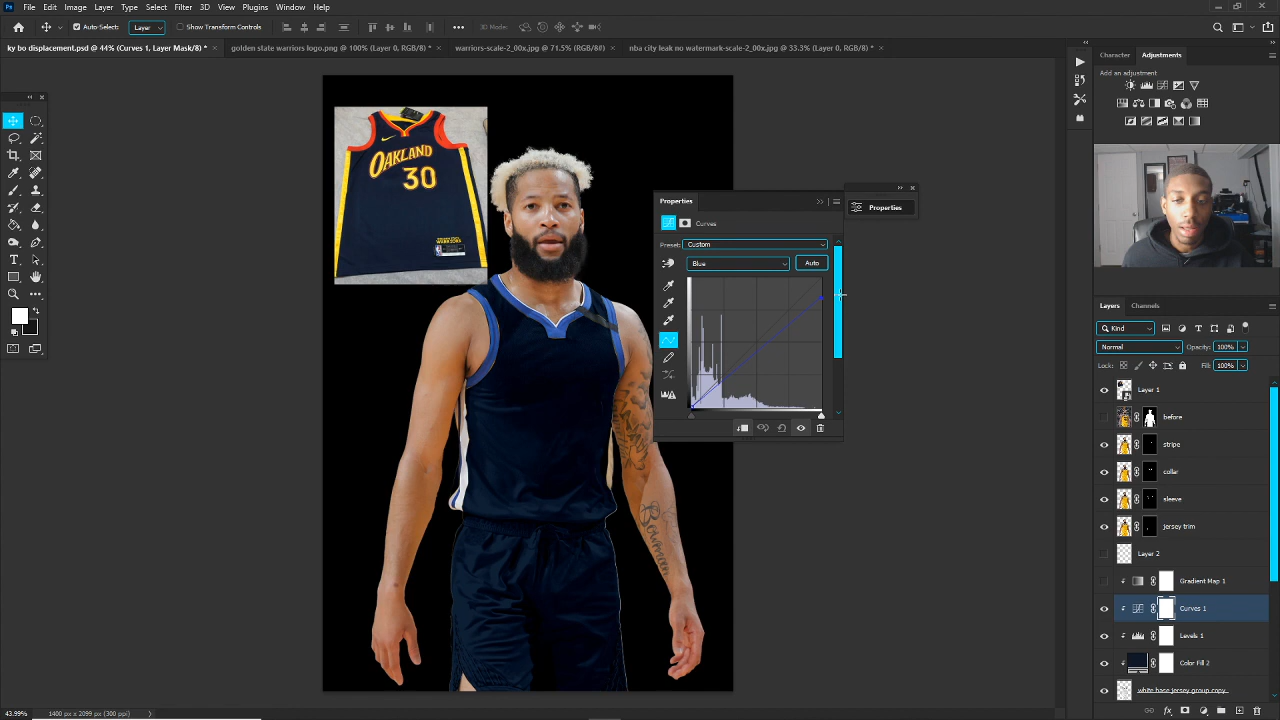 File Edit Image Layer Type Select Filter 3D View Plugins Window Help
Auto-Select: Layer Show Transform Controls 3D Mode:
ky bo displacement.psd @ 44% (Curves 1, Layer Mask/8) *
golden state warriors logo.png @ 100% (Layer 0, RGB/8) *
warriors-scale-2_00x.jpg @ 71.5% (RGB/8#)
nba city leak no watermark-scale-2_00x.jpg @ 33.3% (Layer 0, RGB/8) *
Character Adjustments
Add an adjustment
OAKLAND
30
WARRIORS
Properties
Curves
Preset: Custom
Blue Auto
Properties
Bowman
Layers Channels
Kind
Normal Opacity: 100%
Lock: Fill: 100%
Layer 1
before
stripe
collar
sleeve
jersey trim
Layer 2
Gradient Map 1
Curves 1
Levels 1
Color Fill 2
white base jersey group copy
43.99% 1400 px x 2099 px (300 ppi)